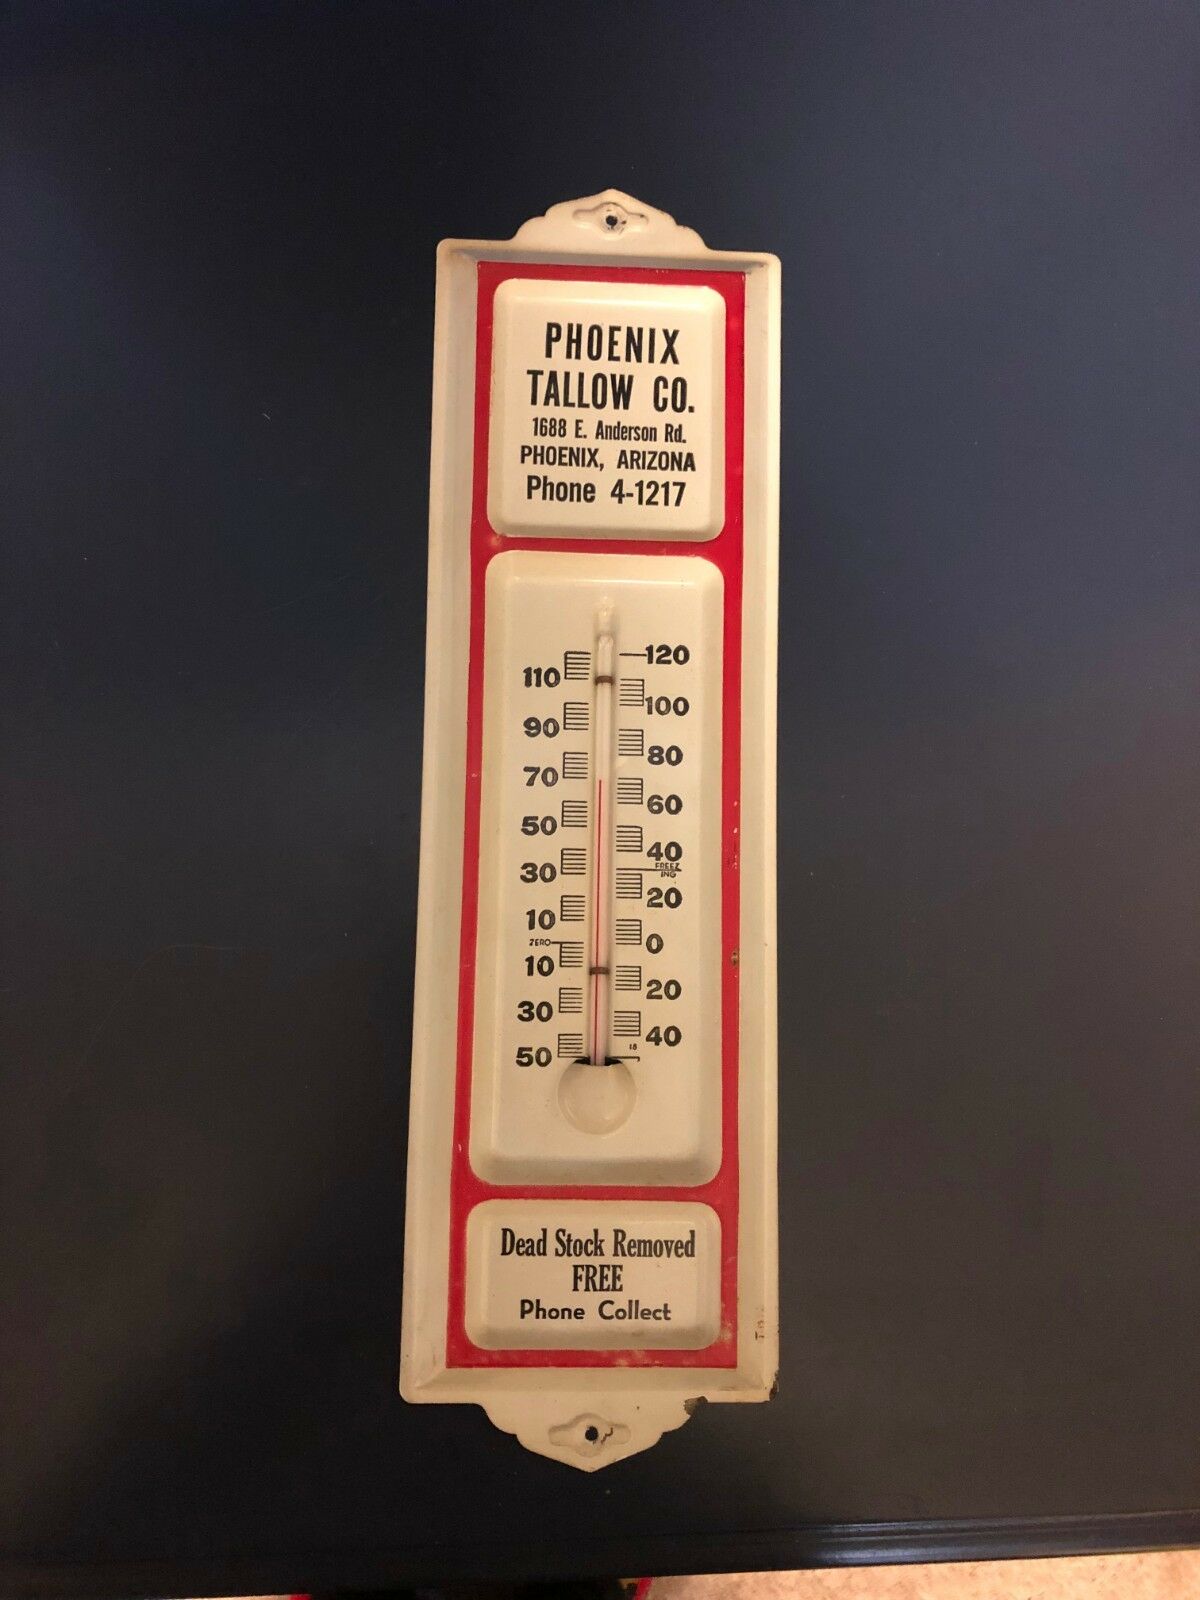 PHOENIX
TALLOW CO.
1688 E. Anderson Rd.
PHOENIX, ARIZONA
Phone 4-1217
120
110
100
90
80
70
60
50
40
30
FREEZ
ING
20
10
ZERO
0
10
20
30
40
18
50
Dead Stock Removed
FREE
Phone Collect